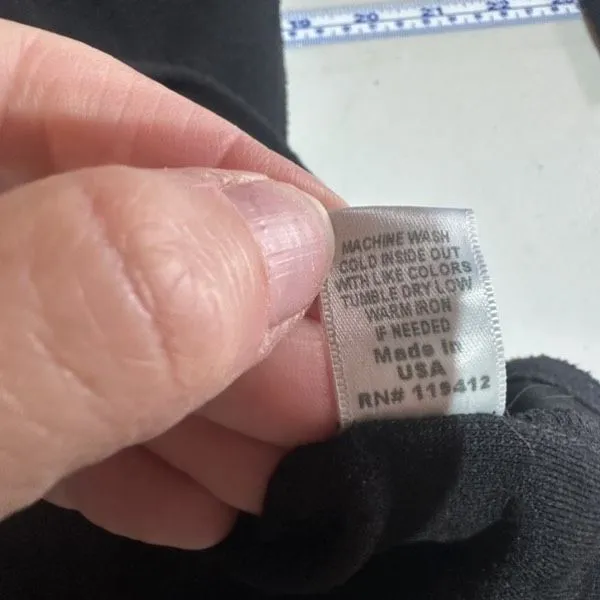 19 20 21 22
MACHINE WASH
COLD INSIDE OUT
WITH LIKE COLORS
TUMBLE DRY LOW
WARM IRON
IF NEEDED
Made in
USA
RN# 119412